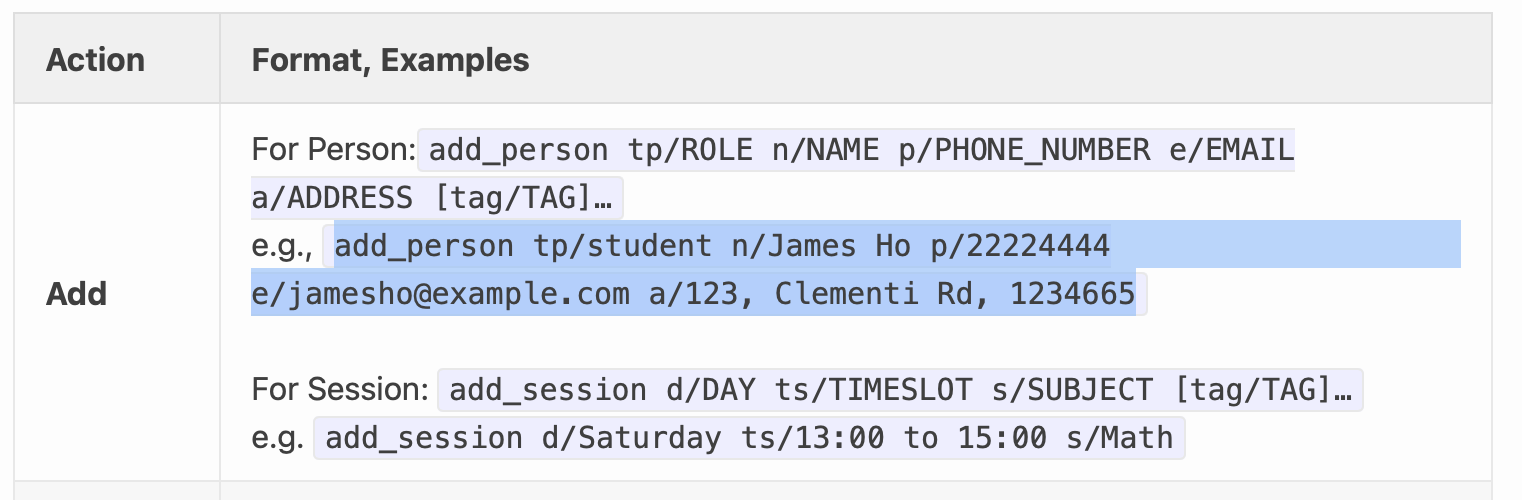 Action
Format, Examples
Add
For Person: add_person tp/ROLE n/NAME p/PHONE_NUMBER e/EMAIL
a/ADDRESS [tag/TAG]…
e.g., add_person tp/student n/James Ho p/22224444
e/jamesho@example.com a/123, Clementi Rd, 1234665
For Session: add_session d/DAY ts/TIMESLOT s/SUBJECT [tag/TAG]…
e.g. add_session d/Saturday ts/13:00 to 15:00 s/Math